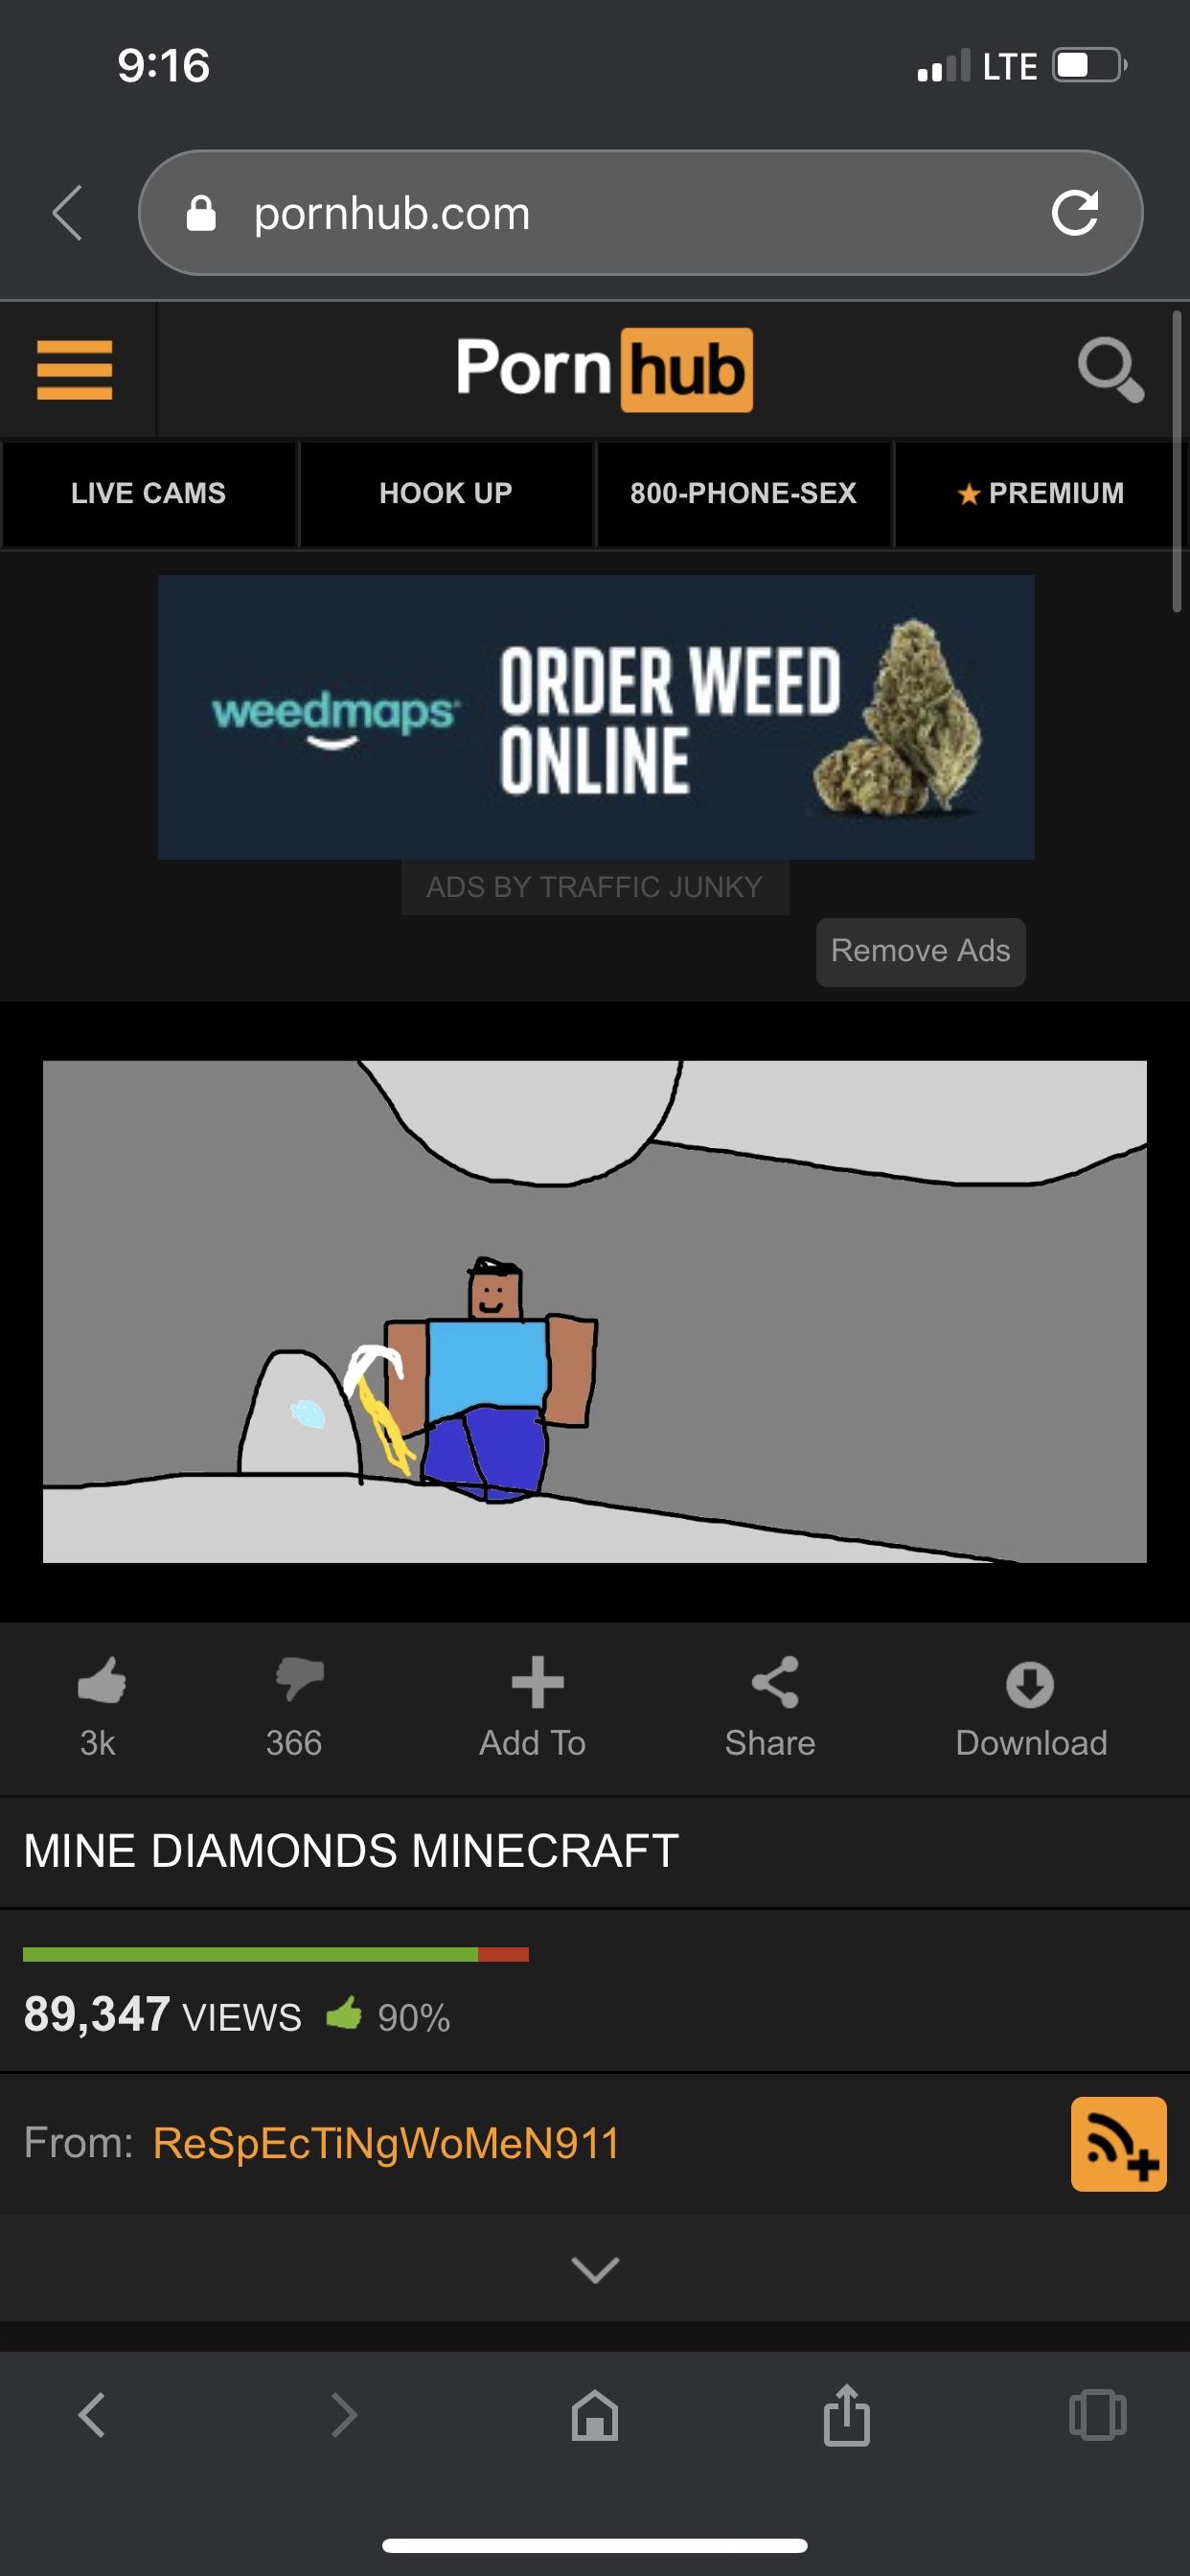 9:16 LTE
pornhub.com
Porn hub
LIVE CAMS HOOK UP 800-PHONE-SEX PREMIUM
weedmaps ORDER WEED
ONLINE
ADS BY TRAFFIC JUNKY
Remove Ads
3k 366 Add To Share Download
MINE DIAMONDS MINECRAFT
89,347 VIEWS 90%
From: ReSpEcTiNgWoMeN911